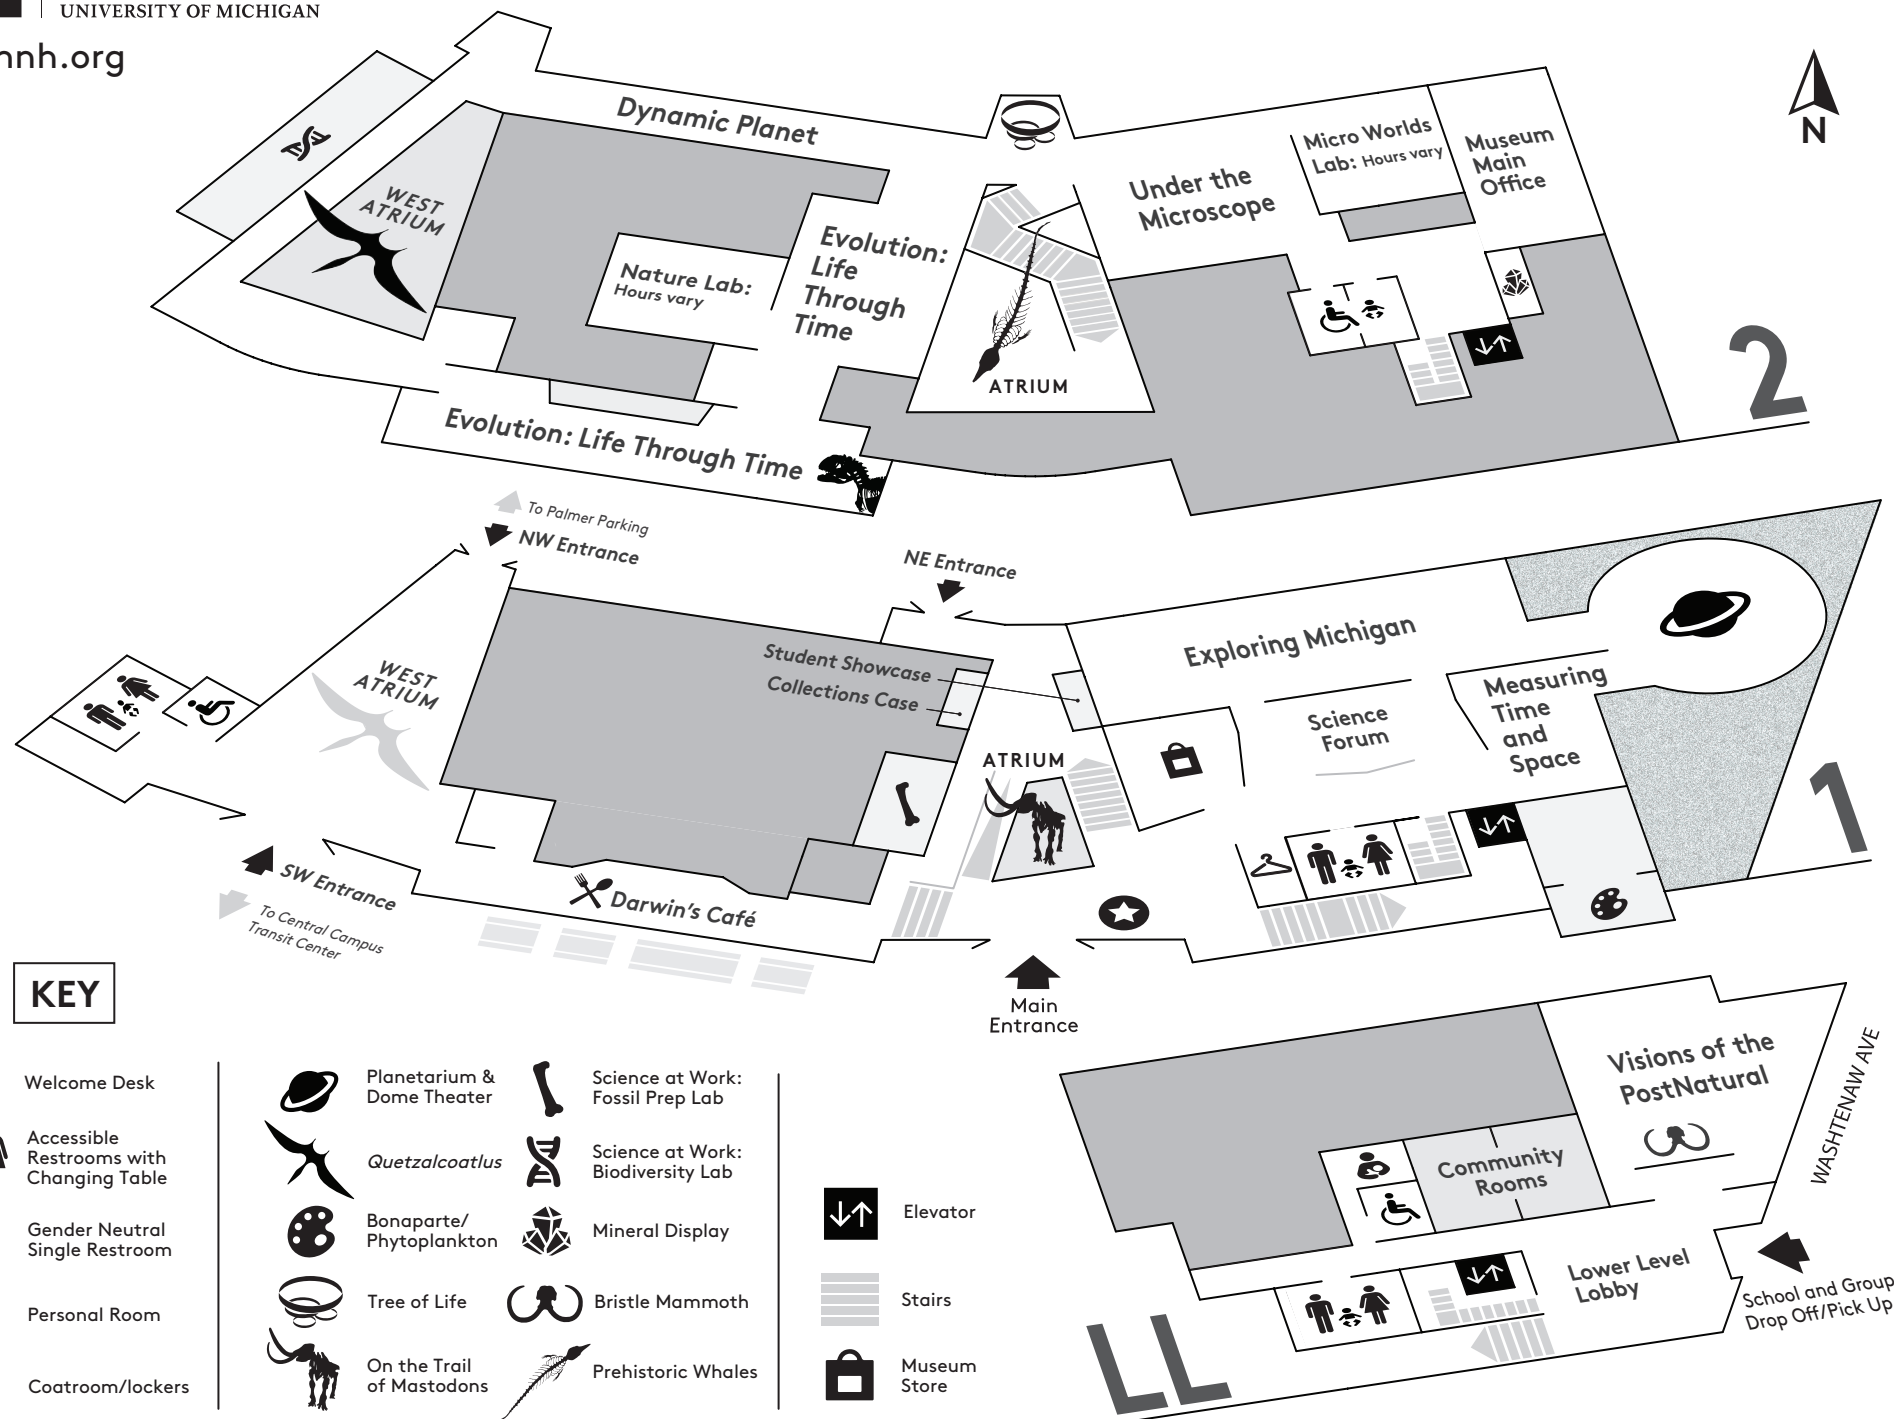 UNIVERSITY OF MICHIGAN
nnh.org
N
Dynamic Planet
WEST
ATRIUM
Nature Lab:
Hours vary
Evolution:
Life
Through
Time
Evolution: Life Through Time
ATRIUM
Under the
Microscope
Micro Worlds
Lab: Hours vary
Museum
Main
Office
2
To Palmer Parking
NW Entrance
NE Entrance
Student Showcase
Collections Case
WEST
ATRIUM
ATRIUM
Exploring Michigan
Science
Forum
Measuring
Time
and
Space
1
SW Entrance
To Central Campus
Transit Center
Darwin's Café
Main
Entrance
Visions of the
PostNatural
Community
Rooms
Lower Level
Lobby
WASHTENAW AVE
School and Group
Drop Off/Pick Up
LL
KEY
Welcome Desk
Accessible
Restrooms with
Changing Table
Gender Neutral
Single Restroom
Personal Room
Coatroom/lockers
Planetarium &
Dome Theater
Quetzalcoatlus
Bonaparte/
Phytoplankton
Tree of Life
On the Trail
of Mastodons
Science at Work:
Fossil Prep Lab
Science at Work:
Biodiversity Lab
Mineral Display
Bristle Mammoth
Prehistoric Whales
Elevator
Stairs
Museum
Store